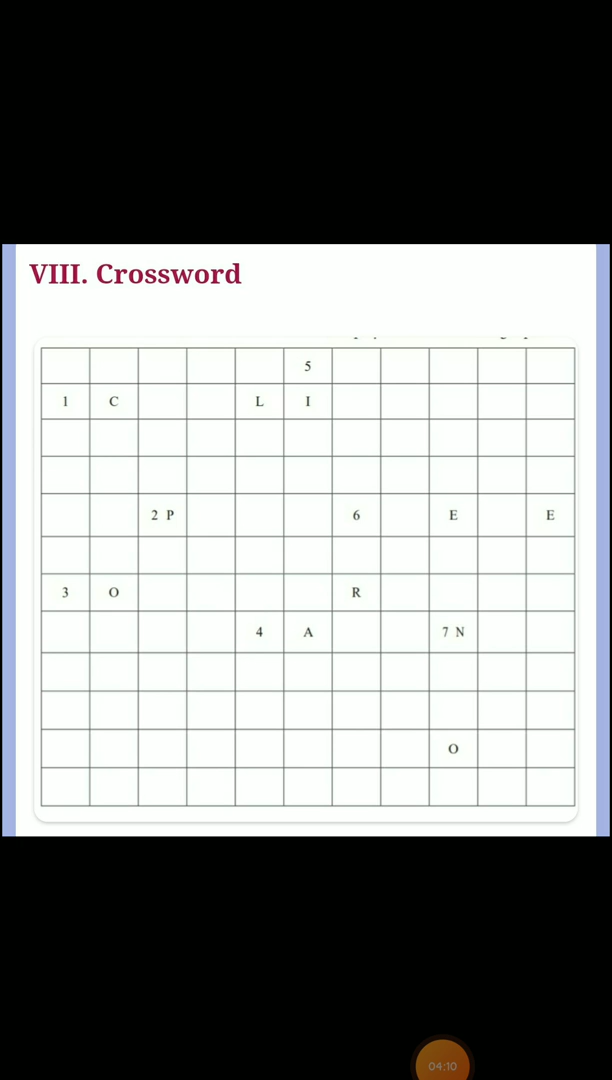 VIII. Crossword
5
1 C L I
2 P 6 E E
3 O R
4 A 7 N
O
04:10